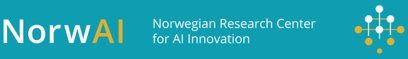 NorwAI
Norwegian Research Center
for AI Innovation